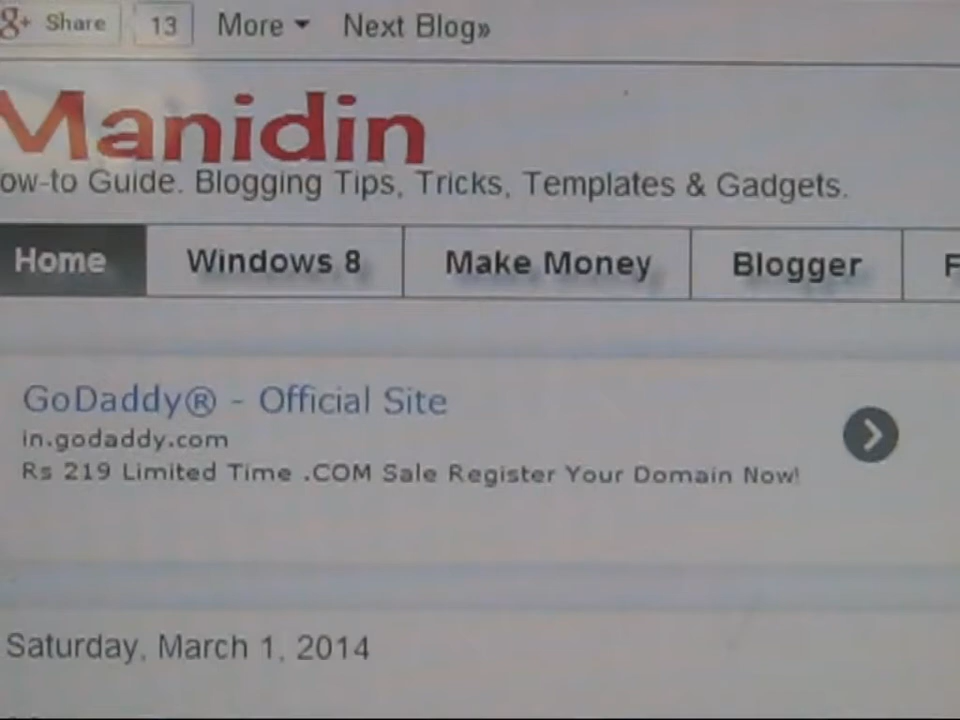 g+ Share 13 More Next Blog»
Manidin
ow-to Guide. Blogging Tips, Tricks, Templates & Gadgets.
Home Windows 8 Make Money Blogger F
GoDaddy® - Official Site
in.godaddy.com
Rs 219 Limited Time .COM Sale Register Your Domain Now!
Saturday, March 1, 2014